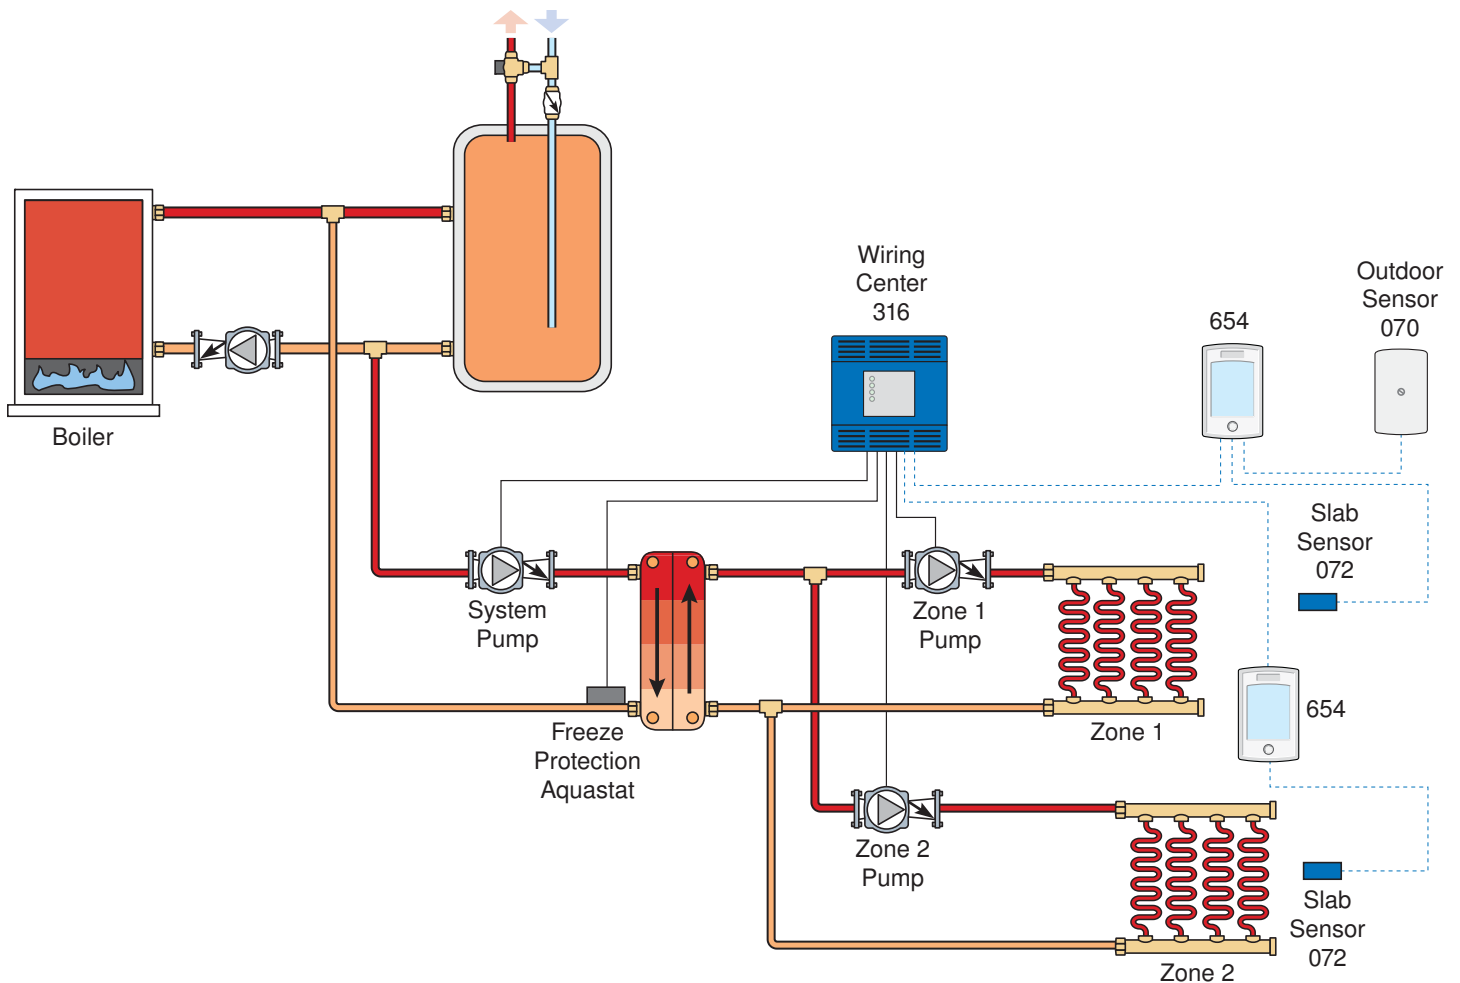 Wiring
Center
316
654
Outdoor
Sensor
070
Boiler
Slab
Sensor
072
System
Pump
Zone 1
Pump
Zone 1
654
Freeze
Protection
Aquastat
Zone 2
Pump
Slab
Sensor
072
Zone 2